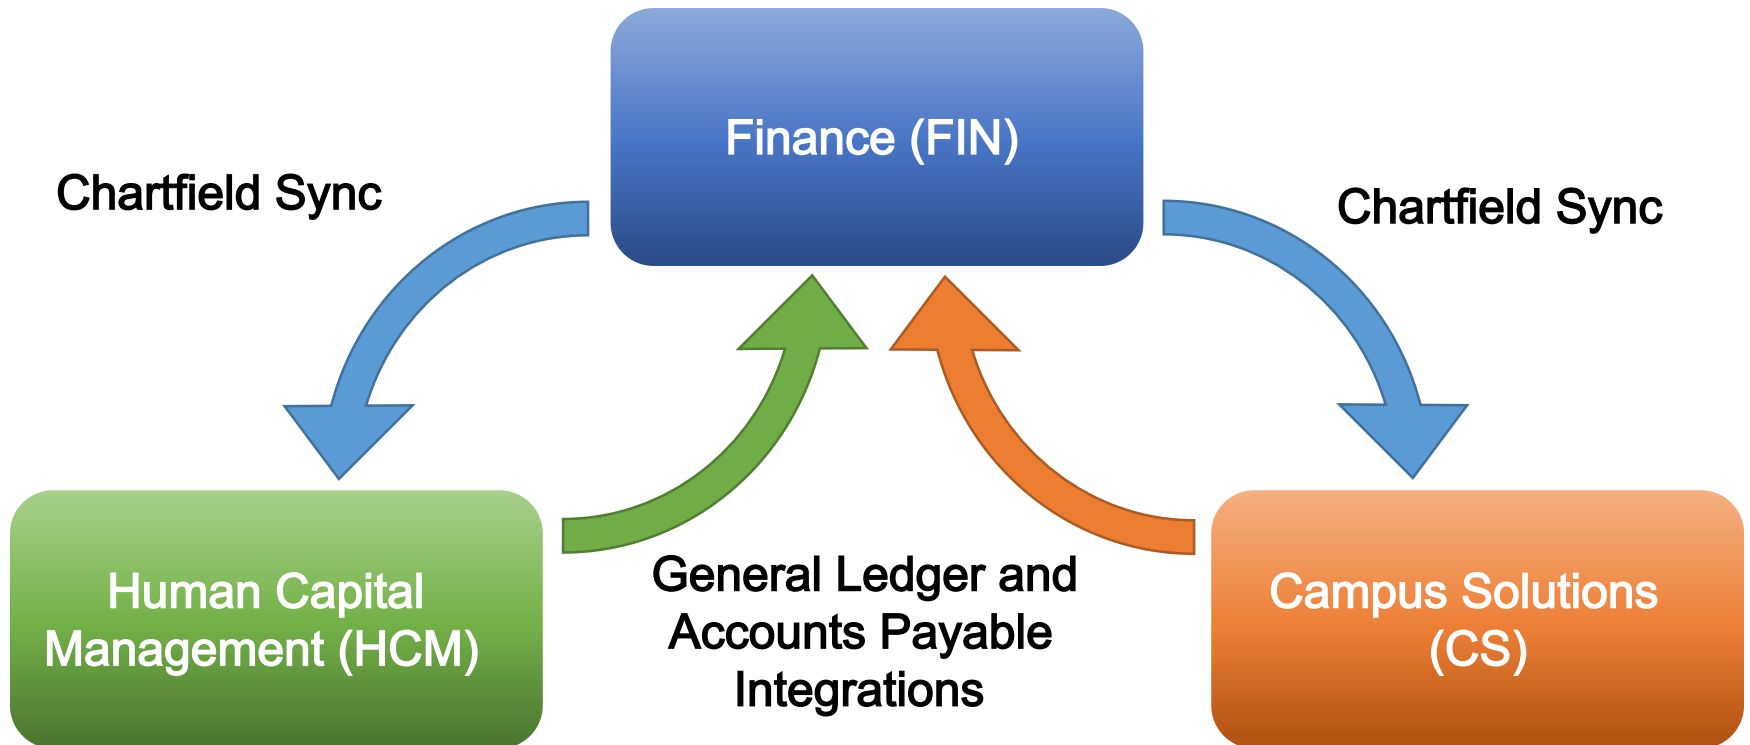 Finance (FIN)
Chartfield Sync
Chartfield Sync
Human Capital
Management (HCM)
General Ledger and
Accounts Payable
Integrations
Campus Solutions
(CS)